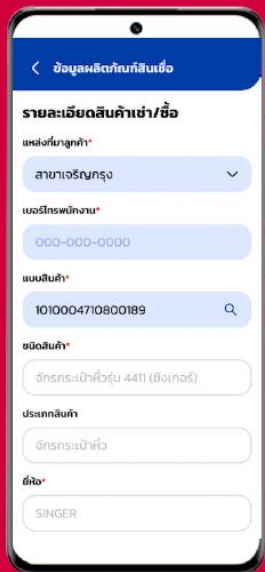 ข้อมูลผลิตภัณฑ์สินเชื่อ
รายละเอียดสินค้าเช่า/ซื้อ
แหล่งที่มาลูกค้า*
สาขาเจริญกรุง
เบอร์โทรพนักงาน*
000-000-0000
แบบสินค้า*
1010004710800189
ชนิดสินค้า*
จักรกระเป๋าหิ้วรุ่น 4411 (ซิงเกอร์)
ประเภทสินค้า
จักรกระเป๋าหิ้ว
ยี่ห้อ*
SINGER